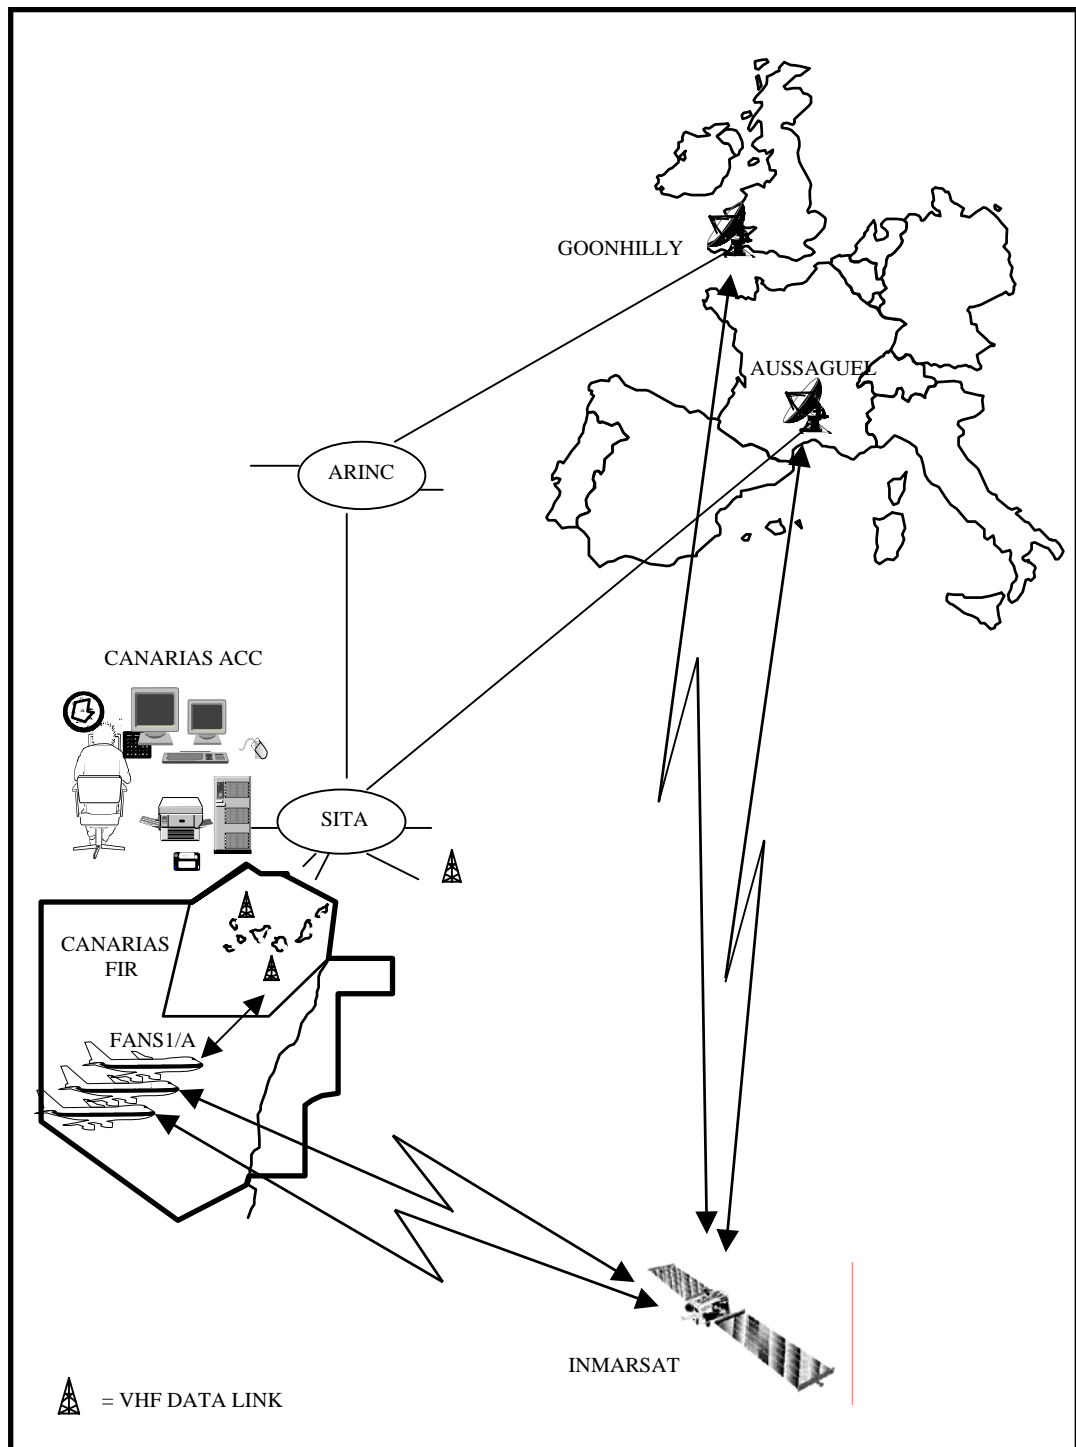 GOONHILLY
AUSSAGUEL
ARINC
CANARIAS ACC
SITA
CANARIAS
FIR
FANS1/A
INMARSAT
= VHF DATA LINK